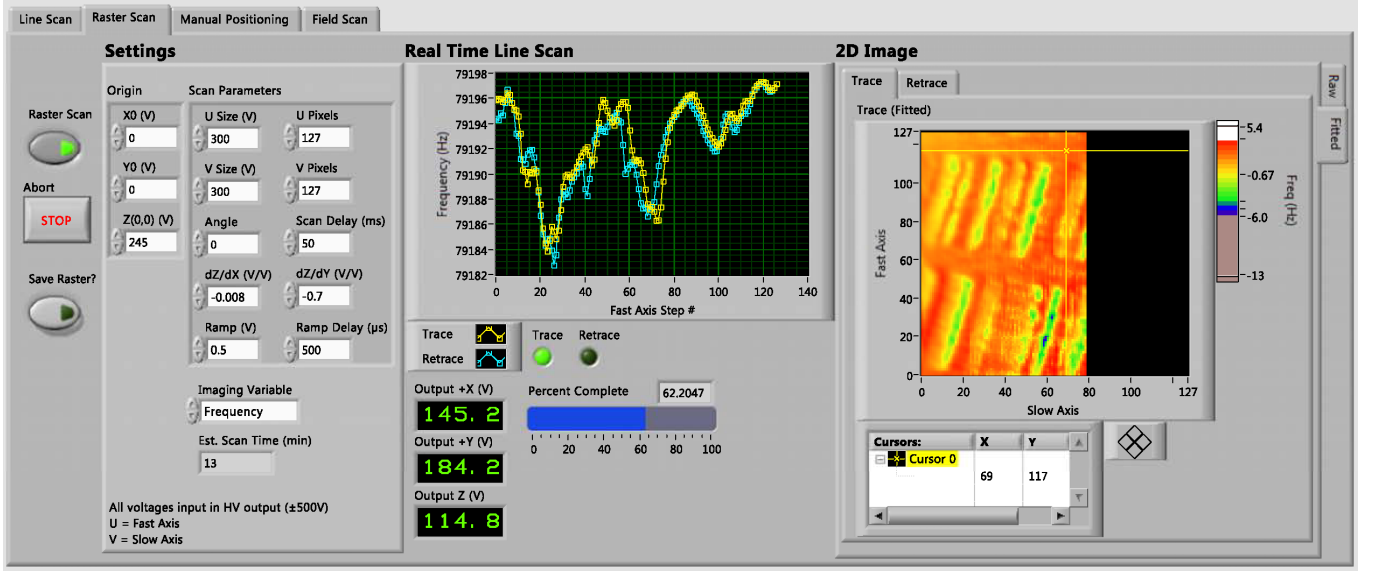 Line Scan
Raster Scan
Manual Positioning
Field Scan
Settings
Origin
X0 (V)
0
Y0 (V)
0
Z(0,0) (V)
245
Scan Parameters
U Size (V)
300
U Pixels
127
V Size (V)
300
V Pixels
127
Angle
0
Scan Delay (ms)
50
dZ/dX (V/V)
-0.008
dZ/dY (V/V)
-0.7
Ramp (V)
0.5
Ramp Delay (µs)
500
Raster Scan
Abort
STOP
Save Raster?
Imaging Variable
Frequency
Est. Scan Time (min)
13
All voltages input in HV output (±500V)
U = Fast Axis
V = Slow Axis
Real Time Line Scan
Frequency (Hz)
79198
79196
79194
79192
79190
79188
79186
79184
79182
0 20 40 60 80 100 120 140
Fast Axis Step #
Trace
Retrace
Trace
Retrace
Output +X (V)
145.2
Output +Y (V)
184.2
Output Z (V)
114.8
Percent Complete
62.2047
0 20 40 60 80 100
2D Image
Trace
Retrace
Trace (Fitted)
Fast Axis
127
100
80
60
40
20
0
0 20 40 60 80 100 127
Slow Axis
5.4
-0.67
-6.0
-13
Freq (Hz)
Raw
Fitted
Cursors: X Y
Cursor 0
69 117